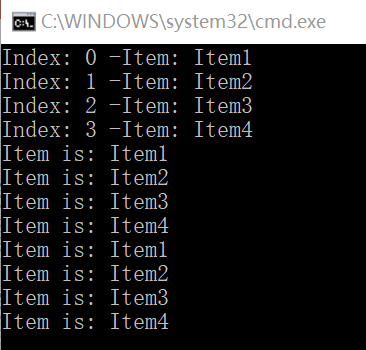 C:\WINDOWS\system32\cmd.exe
Index: 0 -Item: Item1
Index: 1 -Item: Item2
Index: 2 -Item: Item3
Index: 3 -Item: Item4
Item is: Item1
Item is: Item2
Item is: Item3
Item is: Item4
Item is: Item1
Item is: Item2
Item is: Item3
Item is: Item4